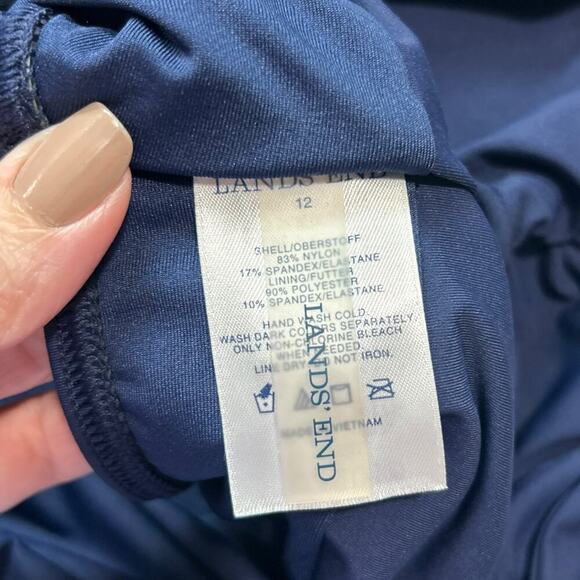 LANDS' END
12
SHELL/OBERSTOFF
83% NYLON
17% SPANDEX/ELASTANE
LINING/FUTTER
90% POLYESTER
10% SPANDEX/ELASTANE
HAND WASH COLD
WASH DARK COLORS SEPARATELY
ONLY NON-CHLORINE BLEACH
WHEN NEEDED.
LINE DRY. DO NOT IRON.
MADE IN VIETNAM
LANDS' END